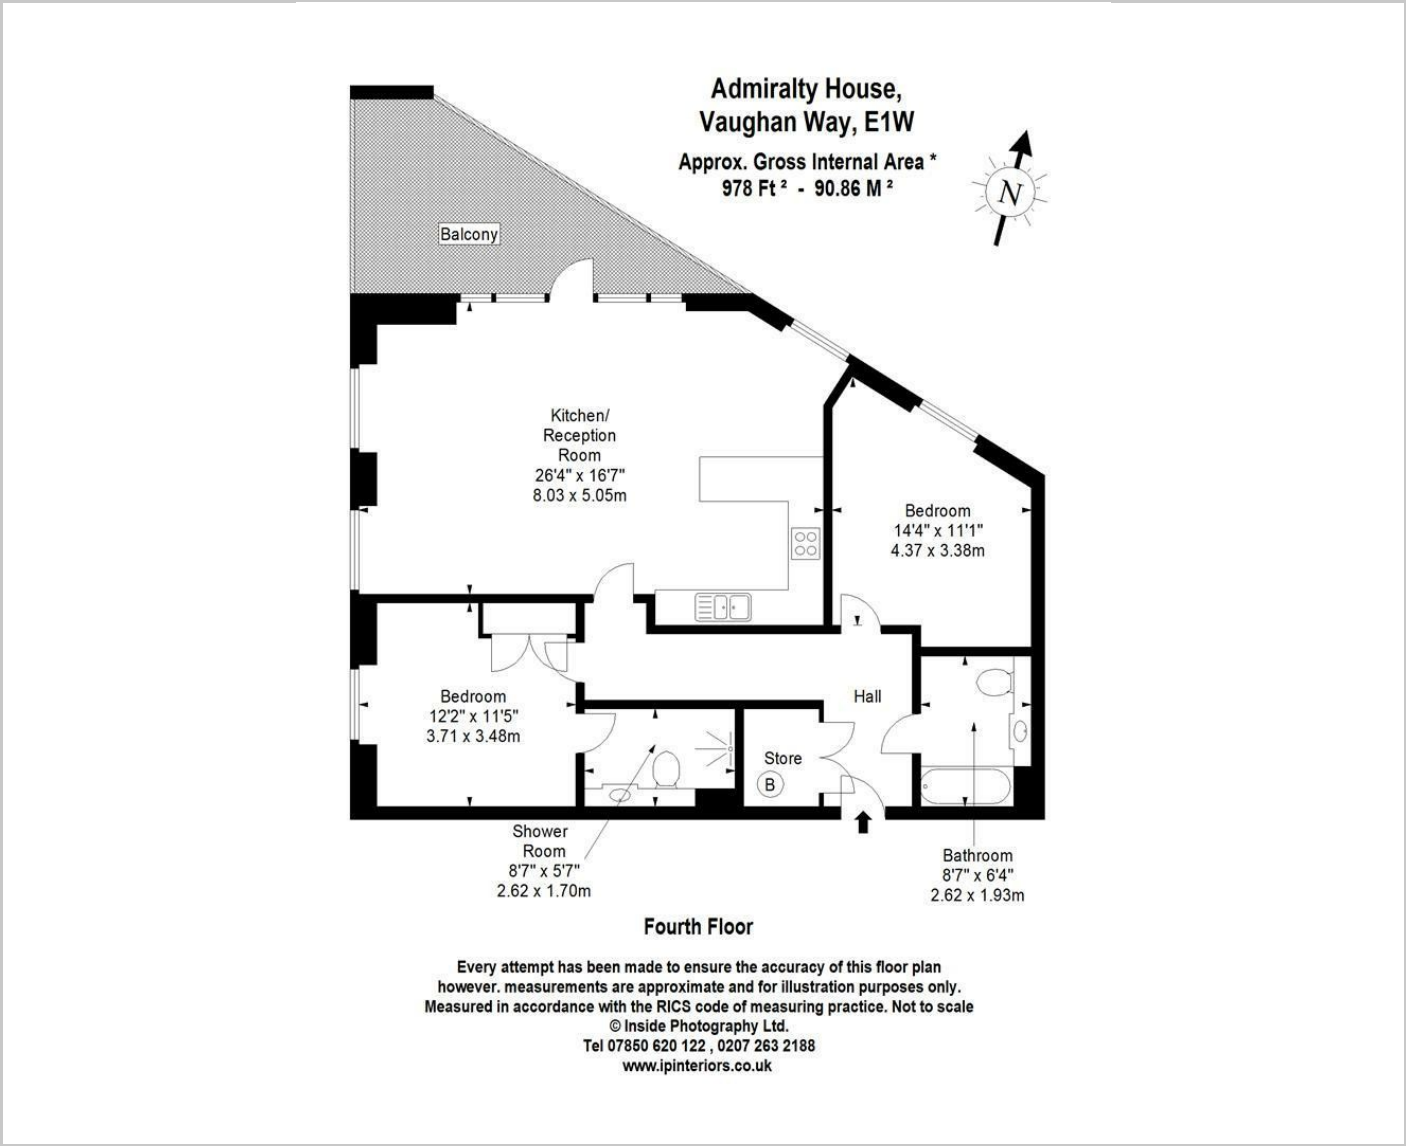 Admiralty House,
Vaughan Way, E1W
Approx. Gross Internal Area *
978 Ft ² - 90.86 M ²
N
Balcony
Kitchen/
Reception
Room
26'4" x 16'7"
8.03 x 5.05m
Bedroom
14'4" x 11'1"
4.37 x 3.38m
Bedroom
12'2" x 11'5"
3.71 x 3.48m
Hall
Store
B
Shower
Room
8'7" x 5'7"
2.62 x 1.70m
Bathroom
8'7" x 6'4"
2.62 x 1.93m
Fourth Floor
Every attempt has been made to ensure the accuracy of this floor plan
however. measurements are approximate and for illustration purposes only.
Measured in accordance with the RICS code of measuring practice. Not to scale
© Inside Photography Ltd.
Tel 07850 620 122 , 0207 263 2188
www.ipinteriors.co.uk